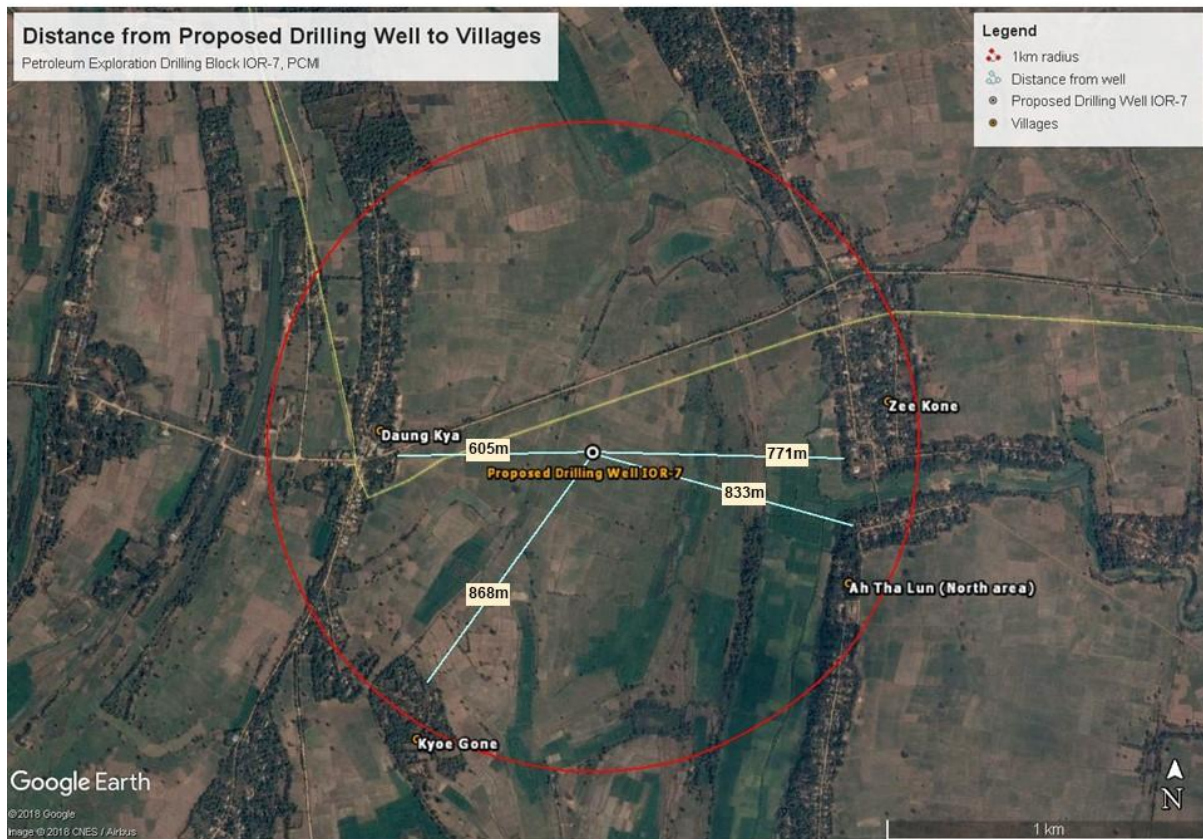 Distance from Proposed Drilling Well to Villages
Petroleum Exploration Drilling Block IOR-7, PCMI
Legend
1km radius
Distance from well
Proposed Drilling Well IOR-7
Villages
Zee Kone
Daung Kya
605m
771m
Proposed Drilling Well IOR-7
833m
868m
Ah Tha Lun (North area)
Kyoe Gone
Google Earth
©2018 Google
Image © 2018 CNES / Airbus
N
1 km